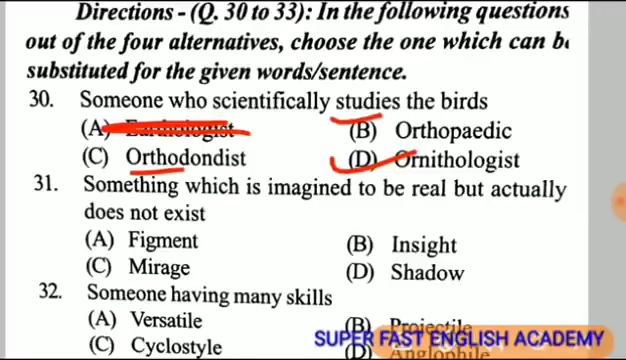 Directions - (Q. 30 to 33): In the following questions
out of the four alternatives, choose the one which can be
substituted for the given words/sentence.
30. Someone who scientifically studies the birds
(A) (B) Orthopaedic
(C) Orthodondist (D) Ornithologist
31. Something which is imagined to be real but actually
does not exist
(A) Figment (B) Insight
(C) Mirage (D) Shadow
32. Someone having many skills
(A) Versatile (B) Projectile
(C) Cyclostyle (D) Anglophile
SUPER FAST ENGLISH ACADEMY